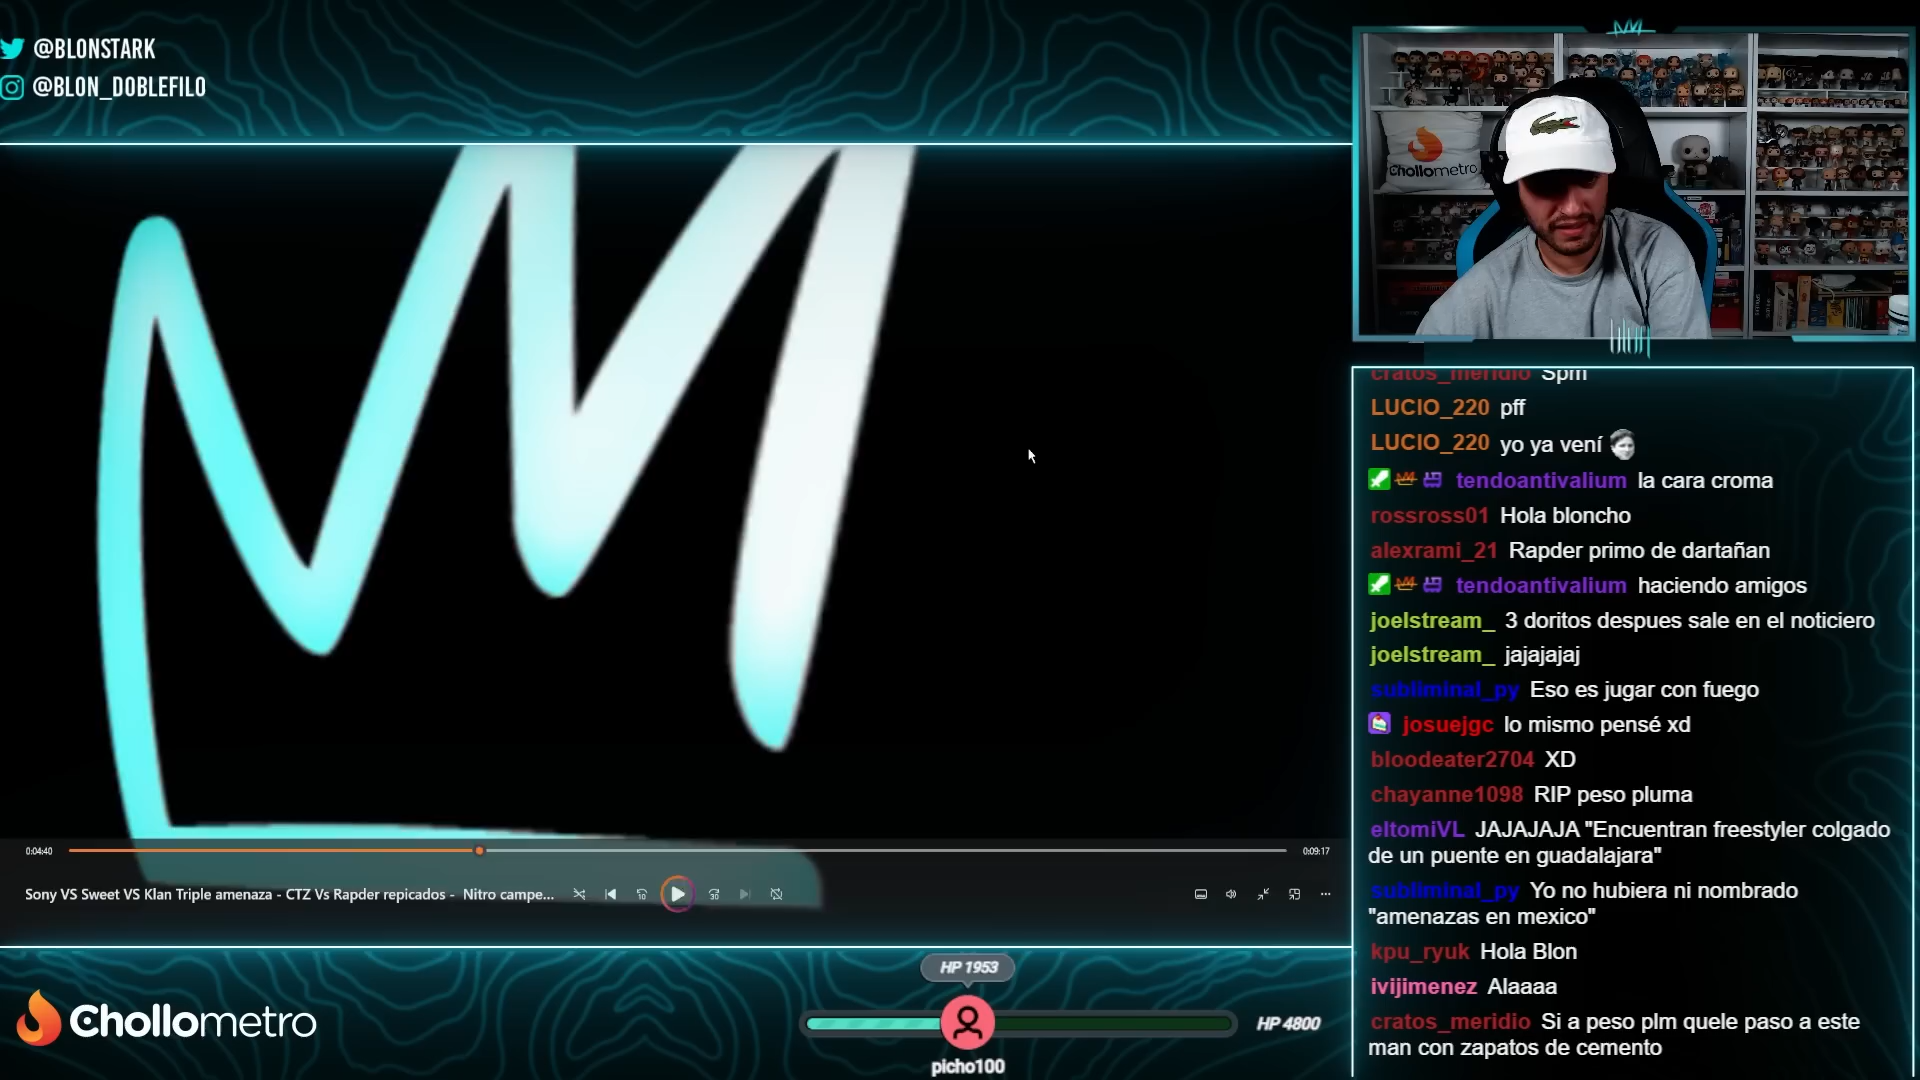 @BLONSTARK
@BLON_DOBLEFILO
Chollometro
cratos_meridio Spm
LUCIO_220 pff
LUCIO_220 yo ya vení
tendoantivalium la cara croma
rossross01 Hola bloncho
alexrami_21 Rapder primo de dartañan
tendoantivalium haciendo amigos
joelstream_ 3 doritos despues sale en el noticiero
joelstream_ jajajajaj
subliminal_py Eso es jugar con fuego
josuejgc lo mismo pensé xd
bloodeater2704 XD
chayanne1098 RIP peso pluma
eltomiVL JAJAJAJA "Encuentran freestyler colgado
de un puente en guadalajara"
subliminal_py Yo no hubiera ni nombrado
"amenazas en mexico"
kpu_ryuk Hola Blon
ivijimenez Alaaaa
cratos_meridio Si a peso plm quele paso a este
man con zapatos de cemento
0:04:40
0:09:17
Sony VS Sweet VS Klan Triple amenaza - CTZ Vs Rapder repicados - Nitro campe...
10
30
Chollometro
HP 1953
HP 4800
picho100